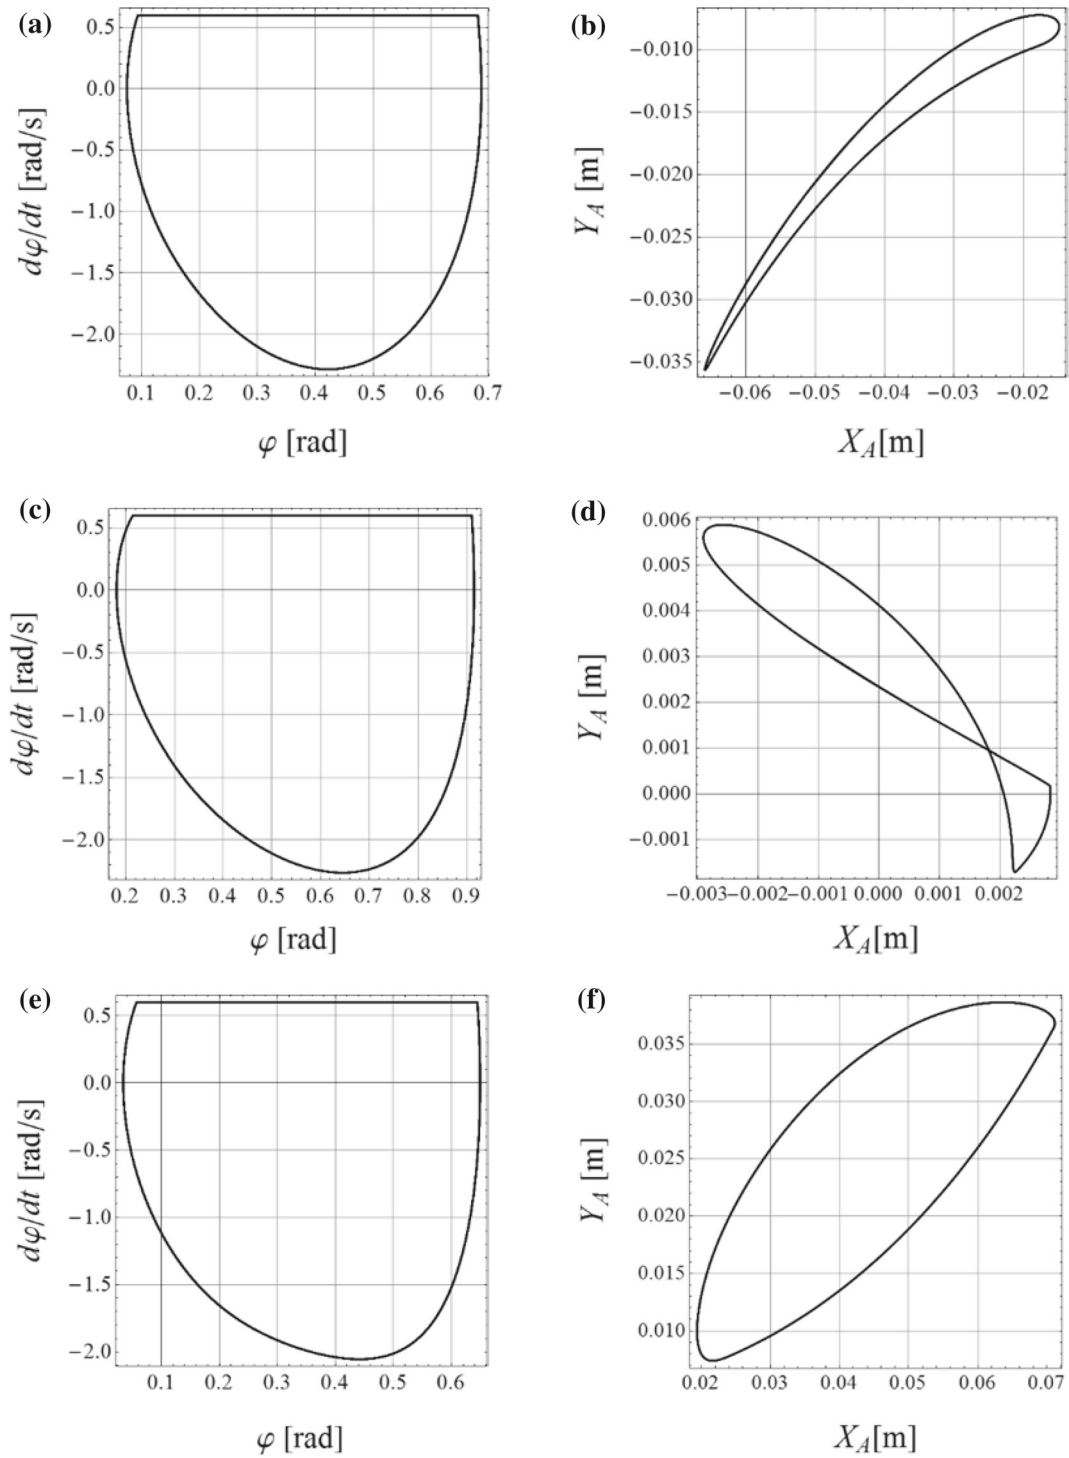 (a)
0.5
0.0
−0.5
−1.0
−1.5
−2.0
dφ/dt [rad/s]
0.1 0.2 0.3 0.4 0.5 0.6 0.7
φ [rad]
(b)
−0.010
−0.015
−0.020
−0.025
−0.030
−0.035
Y_A [m]
−0.06 −0.05 −0.04 −0.03 −0.02
X_A[m]
(c)
0.5
0.0
−0.5
−1.0
−1.5
−2.0
dφ/dt [rad/s]
0.2 0.3 0.4 0.5 0.6 0.7 0.8 0.9
φ [rad]
(d)
0.006
0.005
0.004
0.003
0.002
0.001
0.000
−0.001
Y_A [m]
−0.003−0.002−0.001 0.000 0.001 0.002
X_A[m]
(e)
0.5
0.0
−0.5
−1.0
−1.5
−2.0
dφ/dt [rad/s]
0.1 0.2 0.3 0.4 0.5 0.6
φ [rad]
(f)
0.035
0.030
0.025
0.020
0.015
0.010
Y_A [m]
0.02 0.03 0.04 0.05 0.06 0.07
X_A[m]